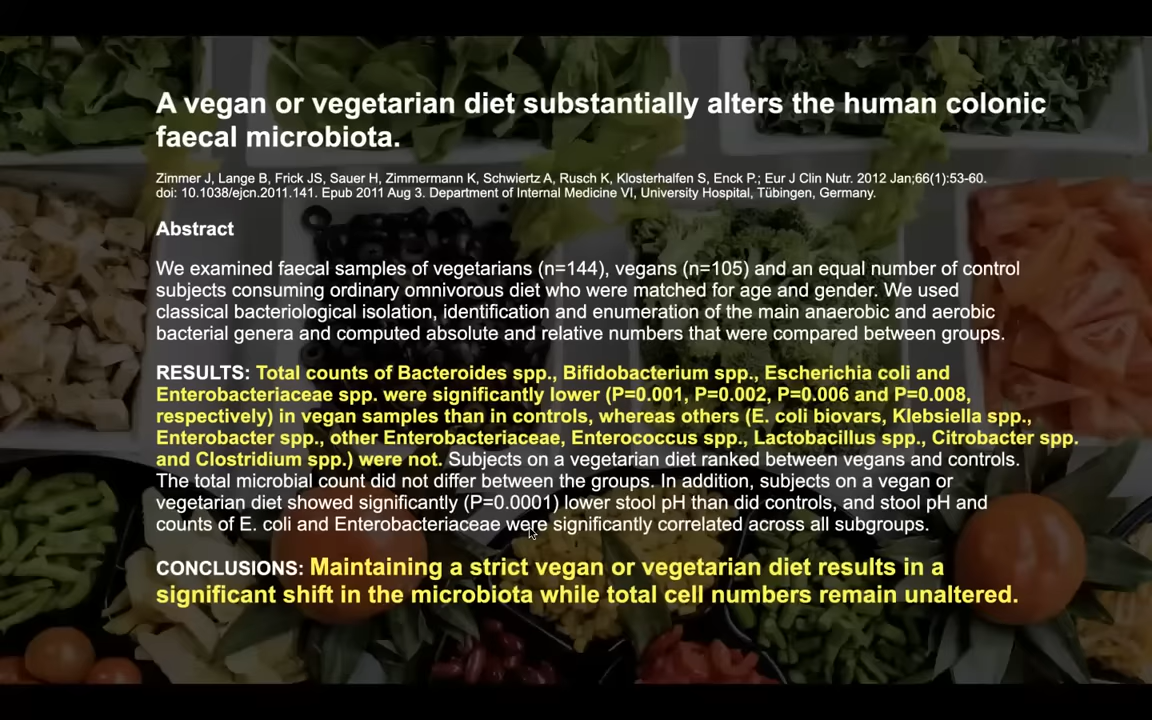 A vegan or vegetarian diet substantially alters the human colonic
faecal microbiota.
Zimmer J, Lange B, Frick JS, Sauer H, Zimmermann K, Schwiertz A, Rusch K, Klosterhalfen S, Enck P.; Eur J Clin Nutr. 2012 Jan;66(1):53-60.
doi: 10.1038/ejcn.2011.141. Epub 2011 Aug 3. Department of Internal Medicine VI, University Hospital, Tübingen, Germany.
Abstract
We examined faecal samples of vegetarians (n=144), vegans (n=105) and an equal number of control
subjects consuming ordinary omnivorous diet who were matched for age and gender. We used
classical bacteriological isolation, identification and enumeration of the main anaerobic and aerobic
bacterial genera and computed absolute and relative numbers that were compared between groups.
RESULTS: Total counts of Bacteroides spp., Bifidobacterium spp., Escherichia coli and
Enterobacteriaceae spp. were significantly lower (P=0.001, P=0.002, P=0.006 and P=0.008,
respectively) in vegan samples than in controls, whereas others (E. coli biovars, Klebsiella spp.,
Enterobacter spp., other Enterobacteriaceae, Enterococcus spp., Lactobacillus spp., Citrobacter spp.
and Clostridium spp.) were not. Subjects on a vegetarian diet ranked between vegans and controls.
The total microbial count did not differ between the groups. In addition, subjects on a vegan or
vegetarian diet showed significantly (P=0.0001) lower stool pH than did controls, and stool pH and
counts of E. coli and Enterobacteriaceae were significantly correlated across all subgroups.
CONCLUSIONS: Maintaining a strict vegan or vegetarian diet results in a
significant shift in the microbiota while total cell numbers remain unaltered.